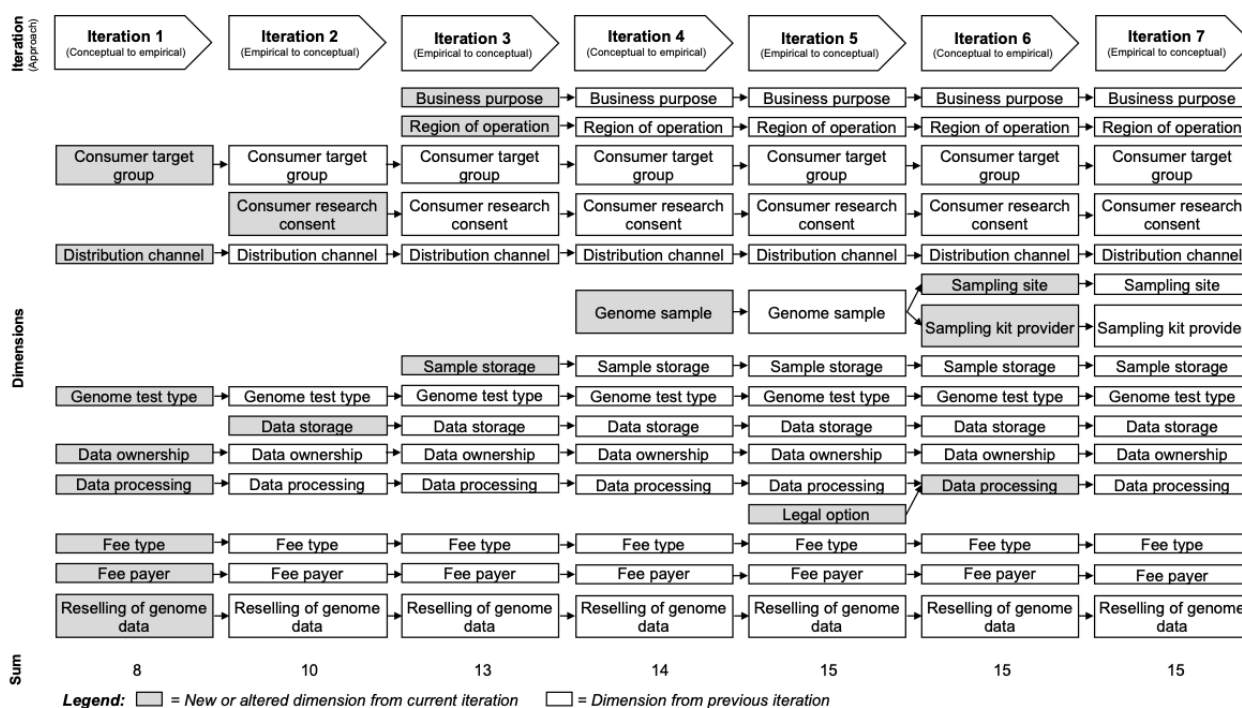 Iteration
(Approach)
Iteration 1
(Conceptual to empirical)
Iteration 2
(Empirical to conceptual)
Iteration 3
(Empirical to conceptual)
Iteration 4
(Conceptual to empirical)
Iteration 5
(Empirical to conceptual)
Iteration 6
(Conceptual to empirical)
Iteration 7
(Empirical to conceptual)
Dimensions
Business purpose Business purpose Business purpose Business purpose Business purpose
Region of operation Region of operation Region of operation Region of operation Region of operation
Consumer target Consumer target Consumer target Consumer target Consumer target Consumer target Consumer target
group group group group group group group
Consumer research Consumer research Consumer research Consumer research Consumer research Consumer research
consent consent consent consent consent consent
Distribution channel Distribution channel Distribution channel Distribution channel Distribution channel Distribution channel Distribution channel
Sampling site Sampling site
Genome sample Genome sample
Sampling kit provider Sampling kit provide
Sample storage Sample storage Sample storage Sample storage Sample storage
Genome test type Genome test type Genome test type Genome test type Genome test type Genome test type Genome test type
Data storage Data storage Data storage Data storage Data storage Data storage
Data ownership Data ownership Data ownership Data ownership Data ownership Data ownership Data ownership
Data processing Data processing Data processing Data processing Data processing Data processing Data processing
Legal option
Fee type Fee type Fee type Fee type Fee type Fee type Fee type
Fee payer Fee payer Fee payer Fee payer Fee payer Fee payer Fee payer
Reselling of genome Reselling of genome Reselling of genome Reselling of genome Reselling of genome Reselling of genome Reselling of genome
data data data data data data data
Sum
8 10 13 14 15 15 15
Legend: = New or altered dimension from current iteration = Dimension from previous iteration